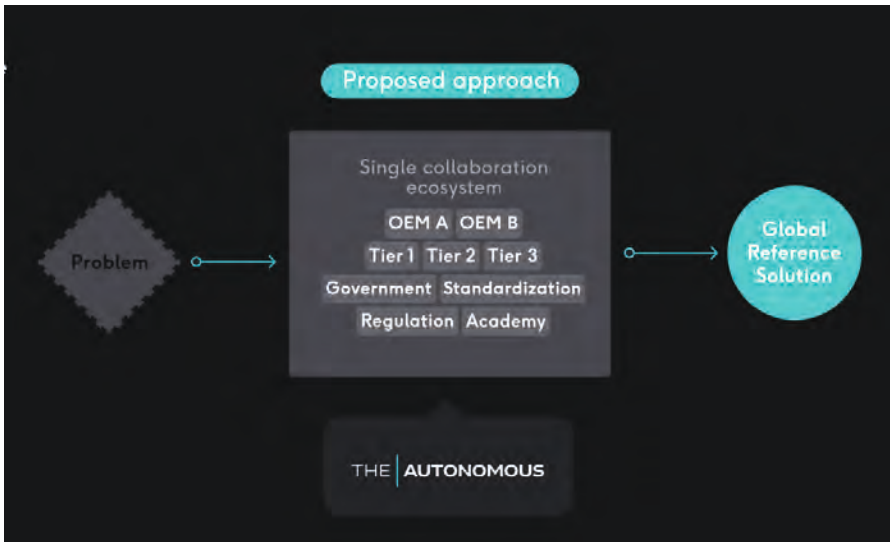 e
Proposed approach
Single collaboration
ecosystem
OEM A OEM B
Tier 1 Tier 2 Tier 3
Government Standardization
Regulation Academy
Problem
Global
Reference
Solution
THE AUTONOMOUS